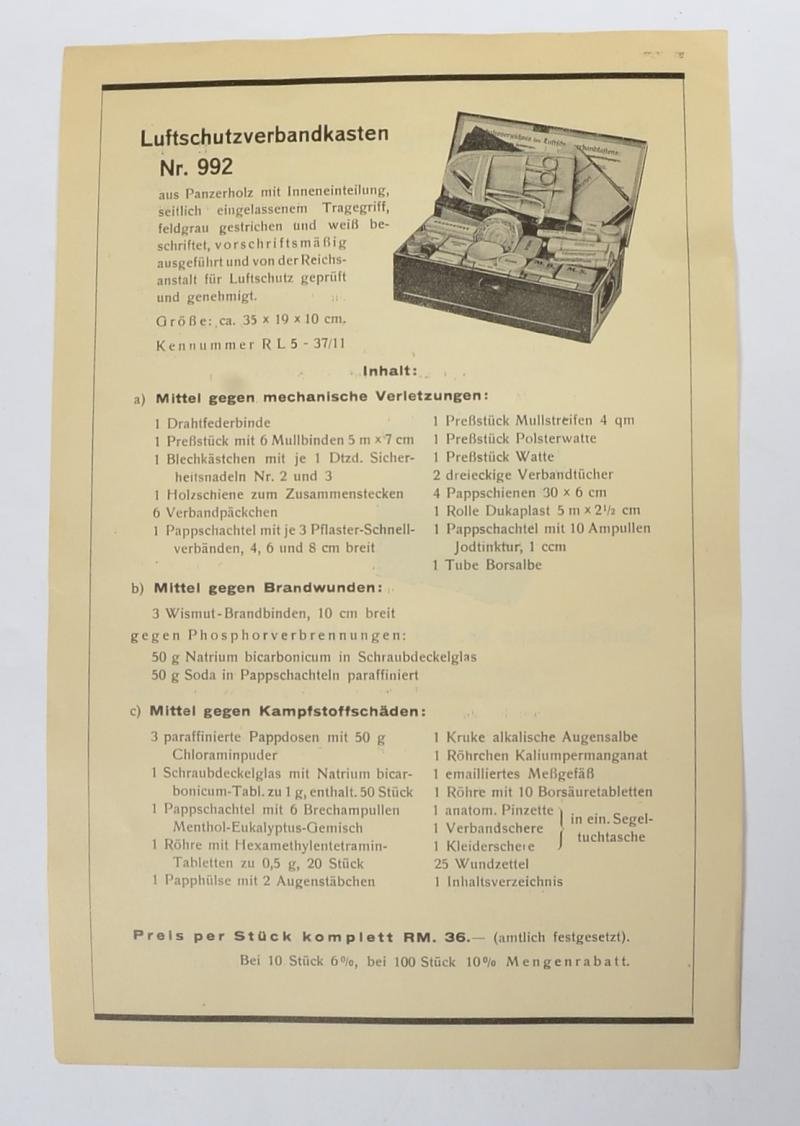 Luftschutzverbandkasten
Nr. 992
aus Panzerholz mit Inneneinteilung,
seitlich eingelassenem Tragegriff,
feldgrau gestrichen und weiß be-
schriftet, vorschriftsmäßig
ausgeführt und von der Reichs-
anstalt für Luftschutz geprüft
und genehmigt.
Größe: ca. 35 × 19 × 10 cm.
Kennummer RL 5 - 37/11
Inhalt:
a) Mittel gegen mechanische Verletzungen:
1 Drahtfederbinde
1 Preßstück mit 6 Mullbinden 5 m × 7 cm
1 Blechkästchen mit je 1 Dtzd. Sicher-
heitsnadeln Nr. 2 und 3
1 Holzschiene zum Zusammenstecken
6 Verbandpäckchen
1 Pappschachtel mit je 3 Pflaster-Schnell-
verbänden, 4, 6 und 8 cm breit
1 Preßstück Mullstreifen 4 qm
1 Preßstück Polsterwatte
1 Preßstück Watte
2 dreieckige Verbandtücher
4 Pappschienen 30 × 6 cm
1 Rolle Dukaplast 5 m × 2½ cm
1 Pappschachtel mit 10 Ampullen
Jodtinktur, 1 ccm
1 Tube Borsalbe
b) Mittel gegen Brandwunden:
3 Wismut-Brandbinden, 10 cm breit
gegen Phosphorverbrennungen:
50 g Natrium bicarbonicum in Schraubdeckelglas
50 g Soda in Pappschachteln paraffiniert
c) Mittel gegen Kampfstoffschäden:
3 paraffinierte Pappdosen mit 50 g
Chloraminpuder
1 Schraubdeckelglas mit Natrium bicar-
bonicum-Tabl. zu 1 g, enthalt. 50 Stück
1 Pappschachtel mit 6 Brechampullen
Menthol-Eukalyptus-Gemisch
1 Röhre mit Hexamethylentetramin-
Tabletten zu 0,5 g, 20 Stück
1 Papphülse mit 2 Augenstäbchen
1 Kruke alkalische Augensalbe
1 Röhrchen Kaliumpermanganat
1 emailliertes Meßgefäß
1 Röhre mit 10 Borsäuretabletten
1 anatom. Pinzette
1 Verbandschere
1 Kleiderschere
in ein. Segel-
tuchtasche
25 Wundzettel
1 Inhaltsverzeichnis
Preis per Stück komplett RM. 36.— (amtlich festgesetzt).
Bei 10 Stück 6%, bei 100 Stück 10% Mengenrabatt.